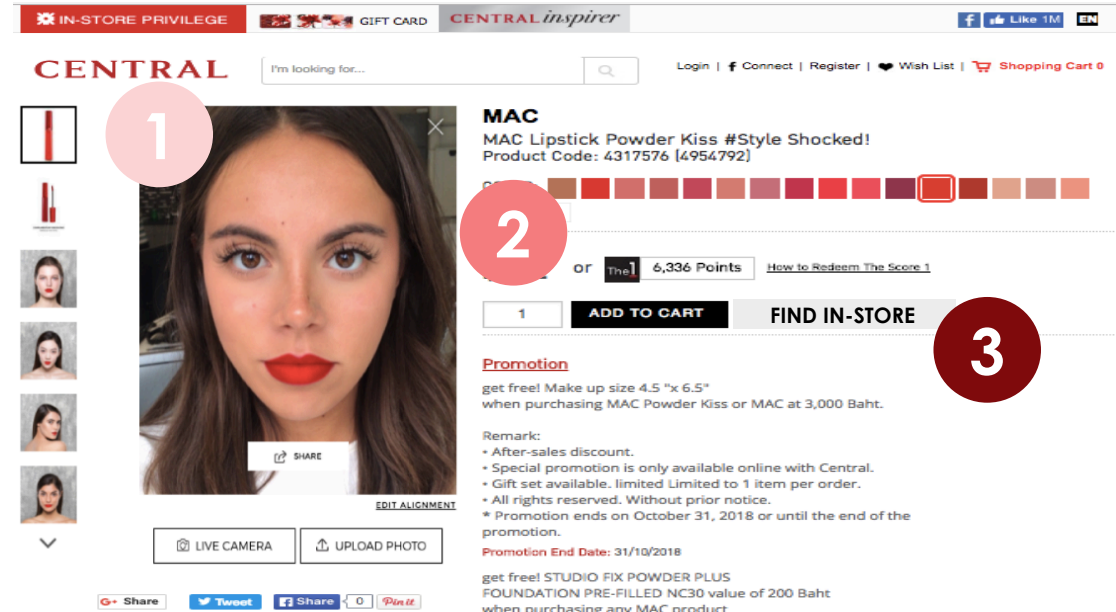 IN-STORE PRIVILEGE
GIFT CARD
CENTRAL inspirer
f Like 1M EN
CENTRAL
I'm looking for...
Login | f Connect | Register | Wish List | Shopping Cart 0
1
MAC
MAC Lipstick Powder Kiss #Style Shocked!
Product Code: 4317576 (4954792)
2
or The 1 6,336 Points How to Redeem The Score 1
1 ADD TO CART FIND IN-STORE
3
Promotion
get free! Make up size 4.5 "x 6.5"
when purchasing MAC Powder Kiss or MAC at 3,000 Baht.
Remark:
• After-sales discount.
• Special promotion is only available online with Central.
• Gift set available. limited Limited to 1 item per order.
• All rights reserved. Without prior notice.
* Promotion ends on October 31, 2018 or until the end of the
promotion.
Promotion End Date: 31/10/2018
get free! STUDIO FIX POWDER PLUS
FOUNDATION PRE-FILLED NC30 value of 200 Baht
when purchasing any MAC product
SHARE
EDIT ALIGNMENT
LIVE CAMERA
UPLOAD PHOTO
G+ Share Tweet f Share 0 Pin it